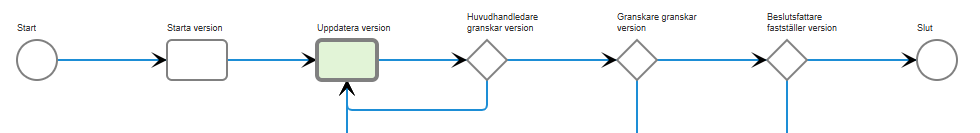 Start
Starta version
Uppdatera version
Huvudhandledare
granskar version
Granskare granskar
version
Beslutsfattare
fastställer version
Slut